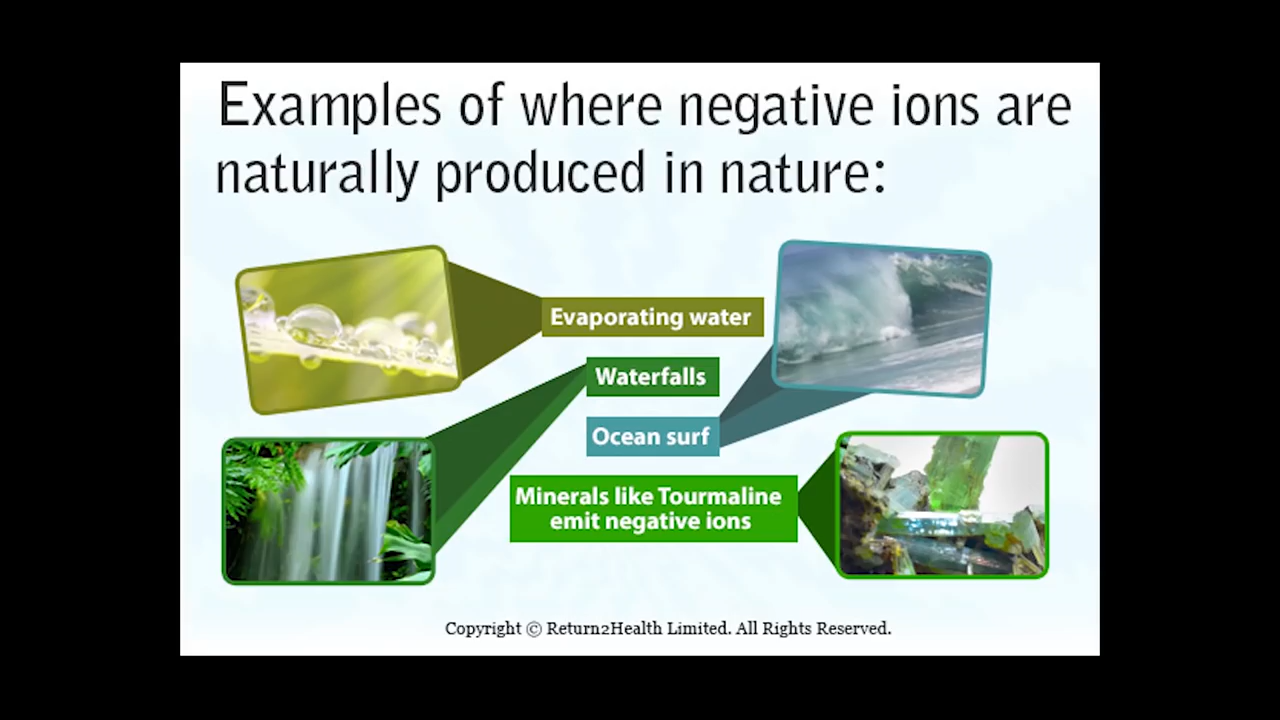 Examples of where negative ions are
naturally produced in nature:
Evaporating water
Waterfalls
Ocean surf
Minerals like Tourmaline
emit negative ions
Copyright © Return2Health Limited. All Rights Reserved.